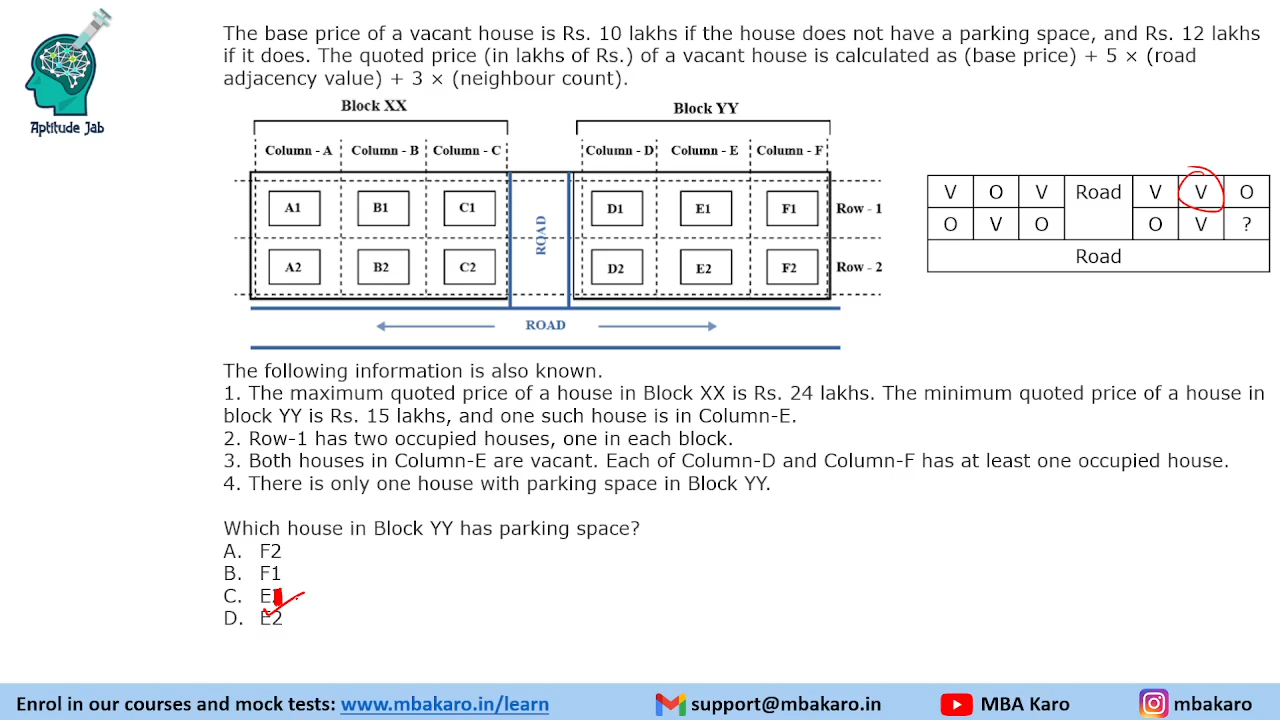 The base price of a vacant house is Rs. 10 lakhs if the house does not have a parking space, and Rs. 12 lakhs
if it does. The quoted price (in lakhs of Rs.) of a vacant house is calculated as (base price) + 5 × (road
adjacency value) + 3 × (neighbour count).
Aptitude Jab
Block XX
Block YY
Column - A Column - B Column - C Column - D Column - E Column - F
A1 B1 C1 ROAD D1 E1 F1 Row - 1
A2 B2 C2 D2 E2 F2 Row - 2
ROAD
V O V Road V V O
O V O O V ?
Road
The following information is also known.
1. The maximum quoted price of a house in Block XX is Rs. 24 lakhs. The minimum quoted price of a house in
block YY is Rs. 15 lakhs, and one such house is in Column-E.
2. Row-1 has two occupied houses, one in each block.
3. Both houses in Column-E are vacant. Each of Column-D and Column-F has at least one occupied house.
4. There is only one house with parking space in Block YY.
Which house in Block YY has parking space?
A. F2
B. F1
C. E
D. E2
Enrol in our courses and mock tests: www.mbakaro.in/learn support@mbakaro.in MBA Karo mbakaro